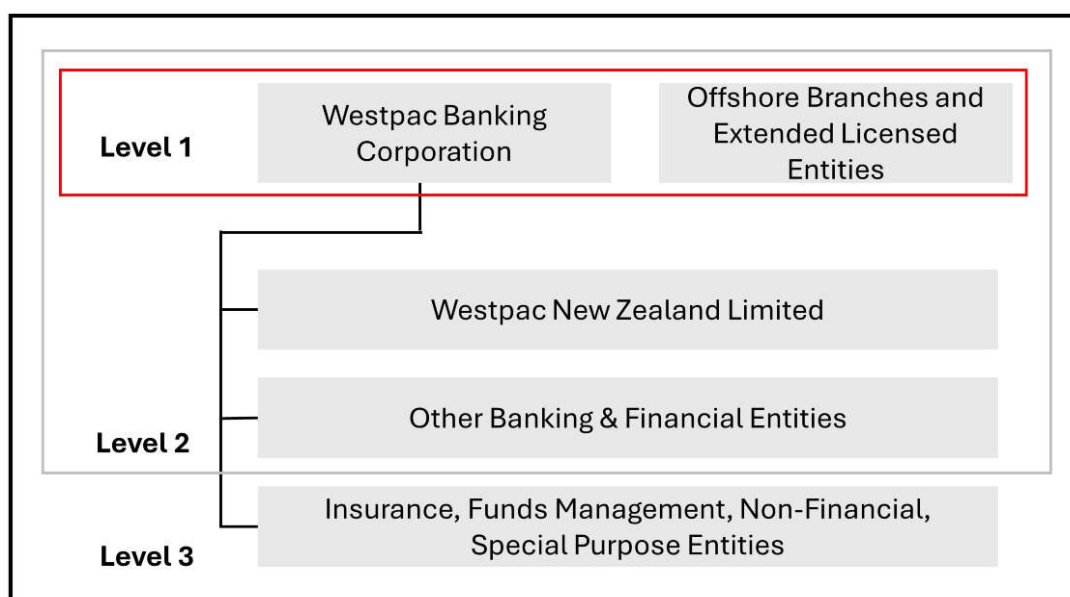 Level 1
Westpac Banking
Corporation
Offshore Branches and
Extended Licensed
Entities
Westpac New Zealand Limited
Other Banking & Financial Entities
Level 2
Insurance, Funds Management, Non-Financial,
Special Purpose Entities
Level 3